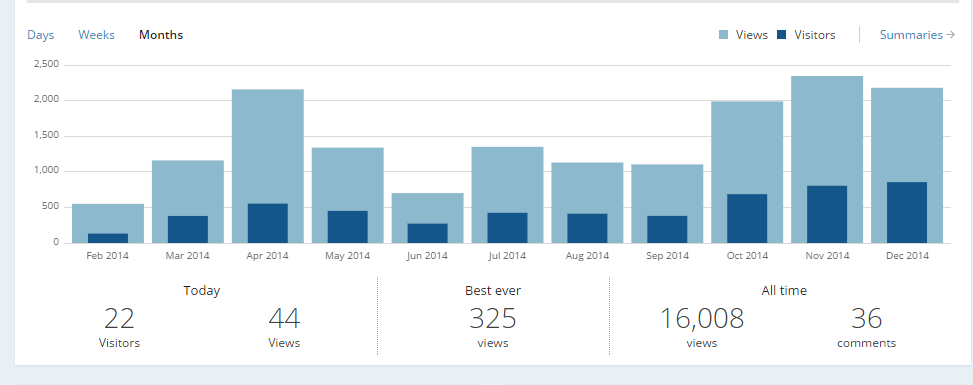 Days Weeks Months Views Visitors Summaries→
2,500
2,000
1,500
1,000
500
0
Feb 2014 Mar 2014 Apr 2014 May 2014 Jun 2014 Jul 2014 Aug 2014 Sep 2014 Oct 2014 Nov 2014 Dec 2014
Today Best ever All time
22 44 325 16,008 36
Visitors Views views views comments